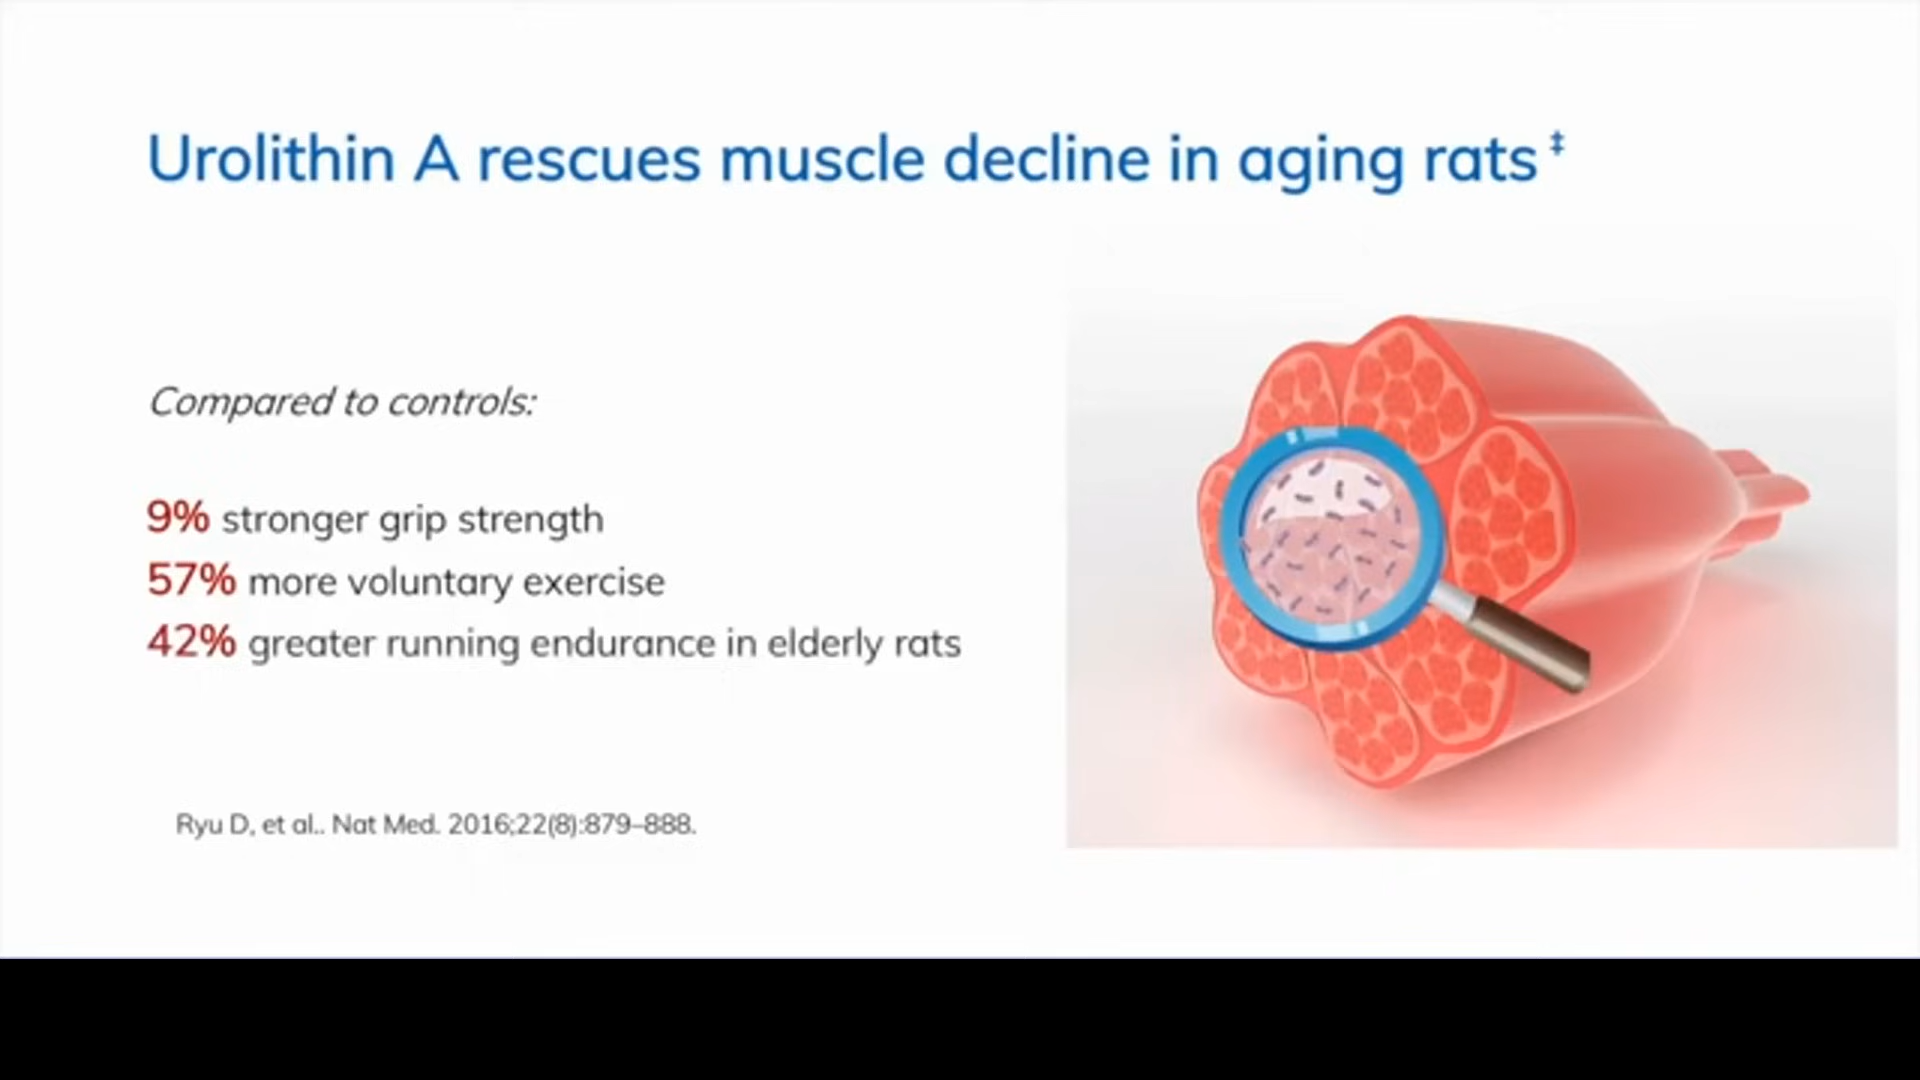 Urolithin A rescues muscle decline in aging rats ‡
Compared to controls:
9% stronger grip strength
57% more voluntary exercise
42% greater running endurance in elderly rats
Ryu D, et al.. Nat Med. 2016;22(8):879–888.